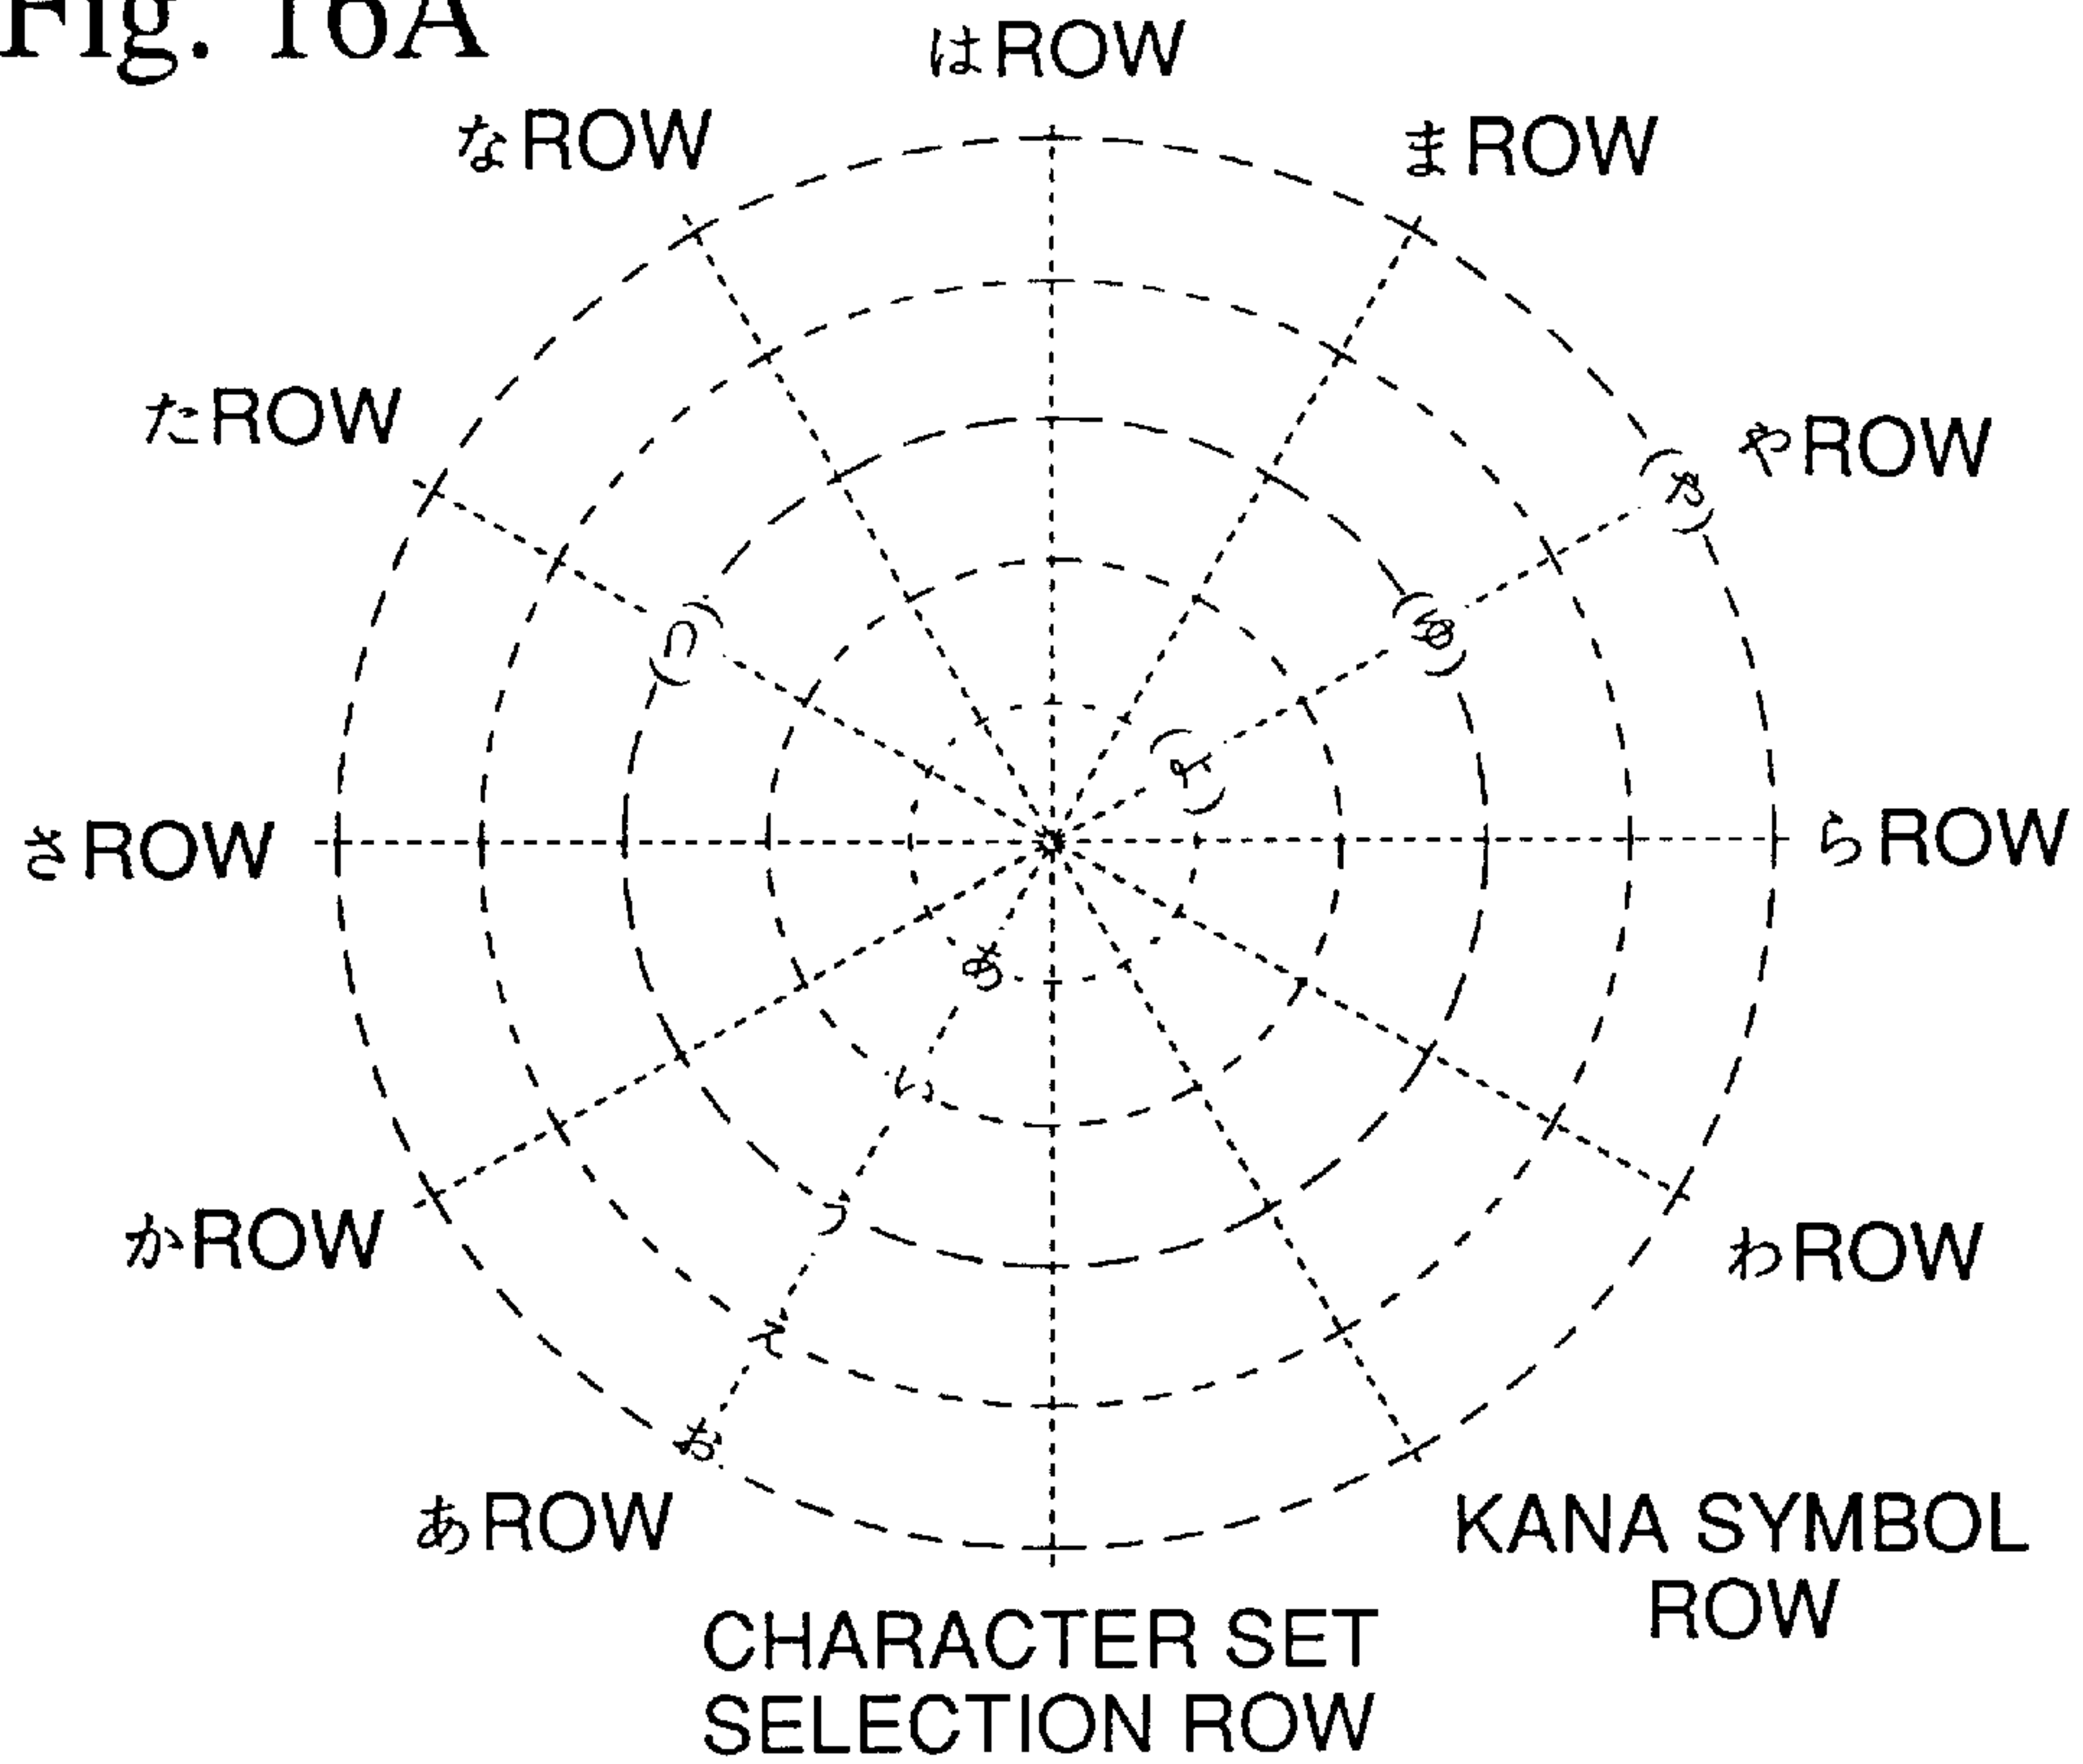 Fig. 16A
はROW
なROW
まROW
たROW
やROW
(や)
(つ)
(ゆ)
(よ)
さROW
らROW
あ
い
う
かROW
わROW
え
お
あROW
KANA SYMBOL
ROW
CHARACTER SET
SELECTION ROW